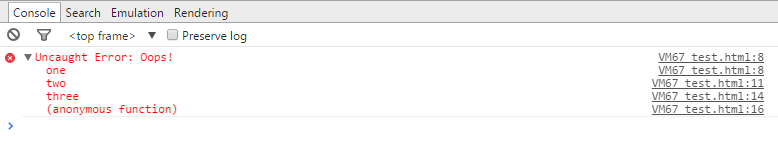 Console Search Emulation Rendering
<top frame> ▼ Preserve log
▼Uncaught Error: Oops! VM67 test.html:8
one VM67 test.html:8
two VM67 test.html:11
three VM67 test.html:14
(anonymous function) VM67 test.html:16
>